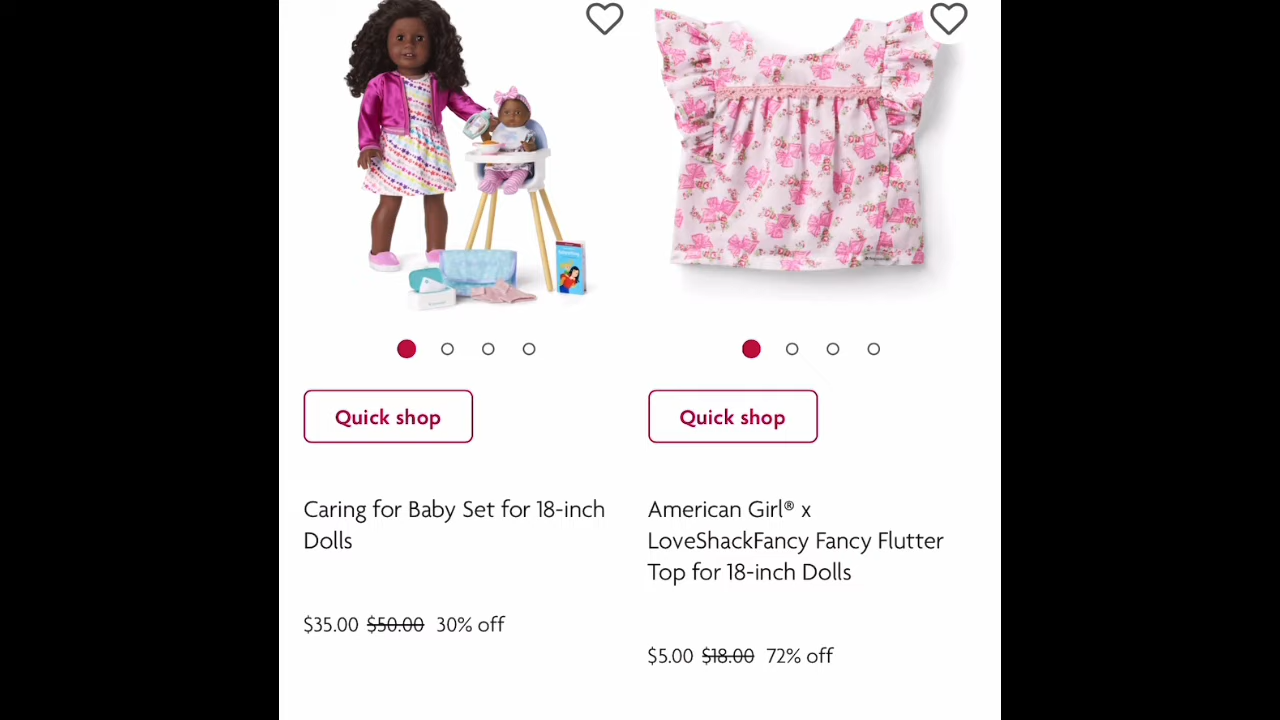 Quick shop
Quick shop
Caring for Baby Set for 18-inch
Dolls
$35.00 $50.00 30% off
American Girl® x
LoveShackFancy Fancy Flutter
Top for 18-inch Dolls
$5.00 $18.00 72% off